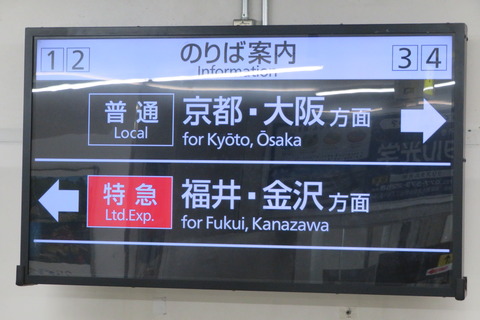 1 2 のりば案内 3 4
Information
普通 京都・大阪方面
Local for Kyōto, Ōsaka
特急 福井・金沢方面
Ltd.Exp. for Fukui, Kanazawa